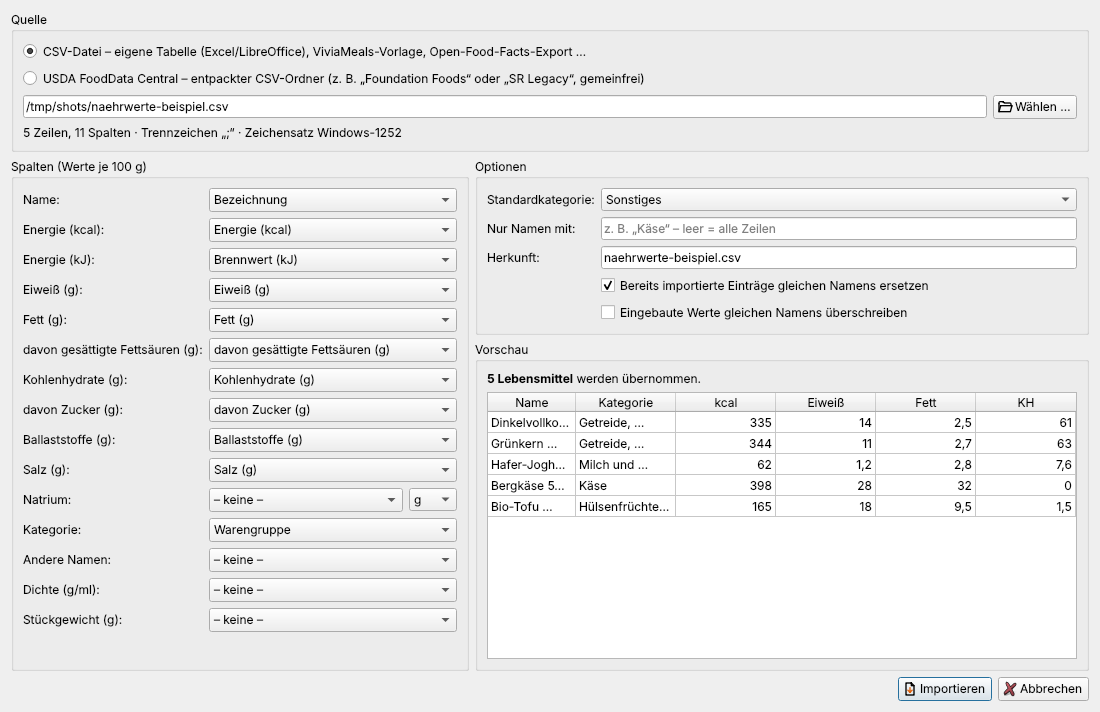 Quelle
CSV-Datei – eigene Tabelle (Excel/LibreOffice), ViviaMeals-Vorlage, Open-Food-Facts-Export ...
USDA FoodData Central – entpackter CSV-Ordner (z. B. „Foundation Foods“ oder „SR Legacy“, gemeinfrei)
/tmp/shots/naehrwerte-beispiel.csv
Wählen ...
5 Zeilen, 11 Spalten · Trennzeichen „;“ · Zeichensatz Windows-1252
Spalten (Werte je 100 g)
Name: Bezeichnung
Energie (kcal): Energie (kcal)
Energie (kJ): Brennwert (kJ)
Eiweiß (g): Eiweiß (g)
Fett (g): Fett (g)
davon gesättigte Fettsäuren (g): davon gesättigte Fettsäuren (g)
Kohlenhydrate (g): Kohlenhydrate (g)
davon Zucker (g): davon Zucker (g)
Ballaststoffe (g): Ballaststoffe (g)
Salz (g): Salz (g)
Natrium: – keine – g
Kategorie: Warengruppe
Andere Namen: – keine –
Dichte (g/ml): – keine –
Stückgewicht (g): – keine –
Optionen
Standardkategorie: Sonstiges
Nur Namen mit: z. B. „Käse“ – leer = alle Zeilen
Herkunft: naehrwerte-beispiel.csv
Bereits importierte Einträge gleichen Namens ersetzen
Eingebaute Werte gleichen Namens überschreiben
Vorschau
5 Lebensmittel werden übernommen.
Name Kategorie kcal Eiweiß Fett KH
Dinkelvollko... Getreide, ... 335 14 2,5 61
Grünkern ... Getreide, ... 344 11 2,7 63
Hafer-Jogh... Milch und ... 62 1,2 2,8 7,6
Bergkäse 5... Käse 398 28 32 0
Bio-Tofu ... Hülsenfrüchte... 165 18 9,5 1,5
Importieren
Abbrechen